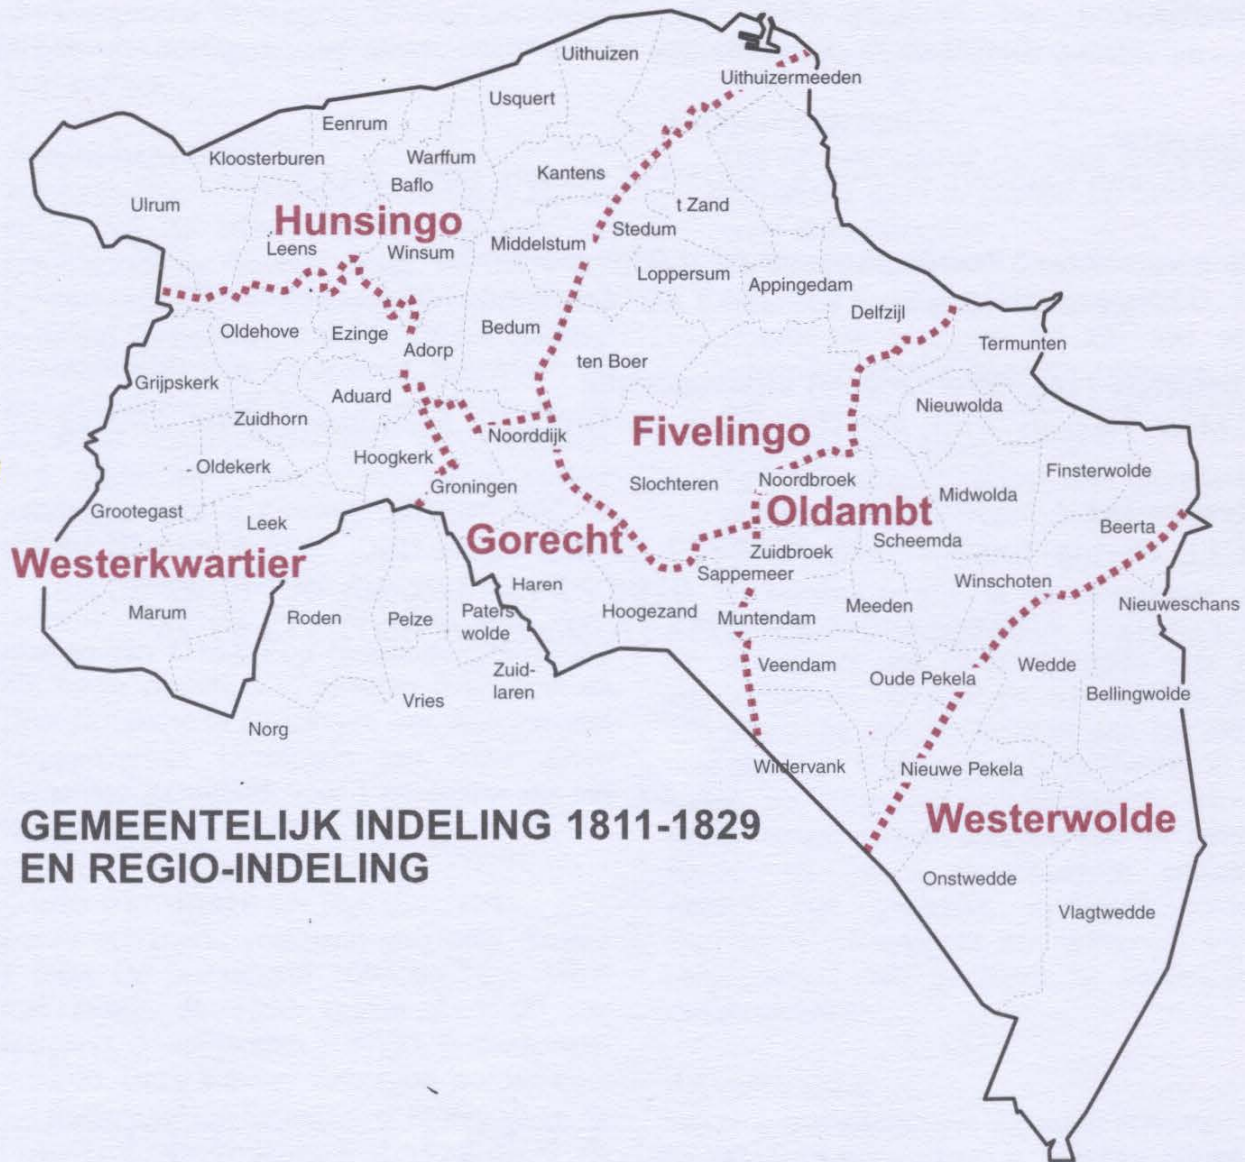 Uithuizen
Uithuizermeeden
Usquert
Eenrum
Kloosterburen
Warffum
Baflo
Kantens
Ulrum
t Zand
Hunsingo
Stedum
Leens
Winsum
Middelstum
Loppersum
Appingedam
Delfzijl
Oldehove
Ezinge
Bedum
Adorp
ten Boer
Termunten
Grijpskerk
Aduard
Nieuwolda
Zuidhorn
Noorddijk
Fivelingo
Hoogkerk
Oldekerk
Finsterwolde
Groningen
Slochteren
Noordbroek
Midwolda
Grootegast
Leek
Oldambt
Beerta
Gorecht
Scheemda
Zuidbroek
Westerkwartier
Sappemeer
Haren
Winschoten
Nieuweschans
Marum
Roden
Pelze
Paters
wolde
Hoogezand
Muntendam
Meeden
Veendam
Oude Pekela
Wedde
Zuid-
laren
Bellingwolde
Vries
Norg
Wildervank
Nieuwe Pekela
Westerwolde
GEMEENTELIJK INDELING 1811-1829
EN REGIO-INDELING
Onstwedde
Vlagtwedde